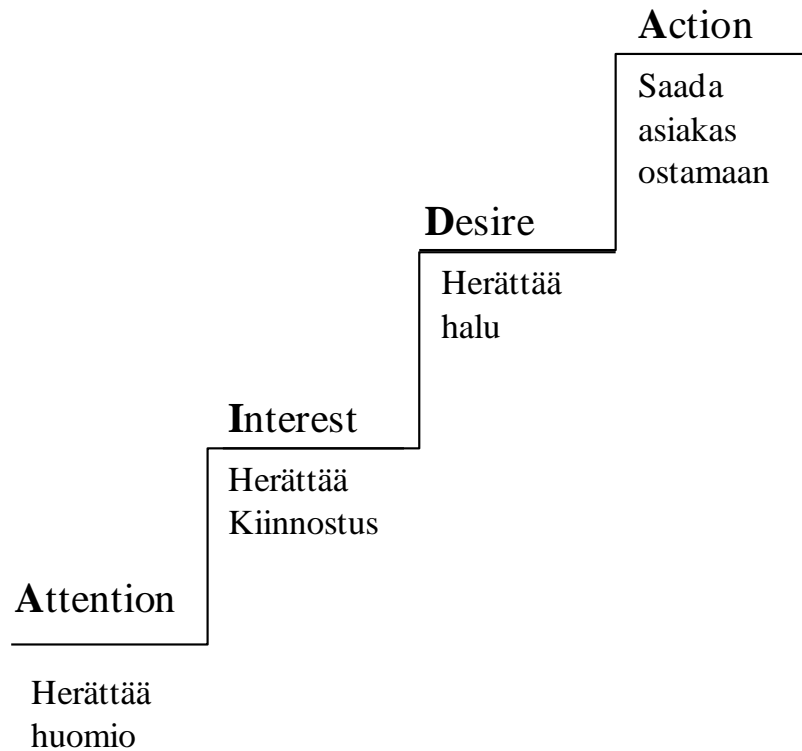 Action
Saada
asiakas
ostamaan
Desire
Herättää
halu
Interest
Herättää
Kiinnostus
Attention
Herättää
huomio